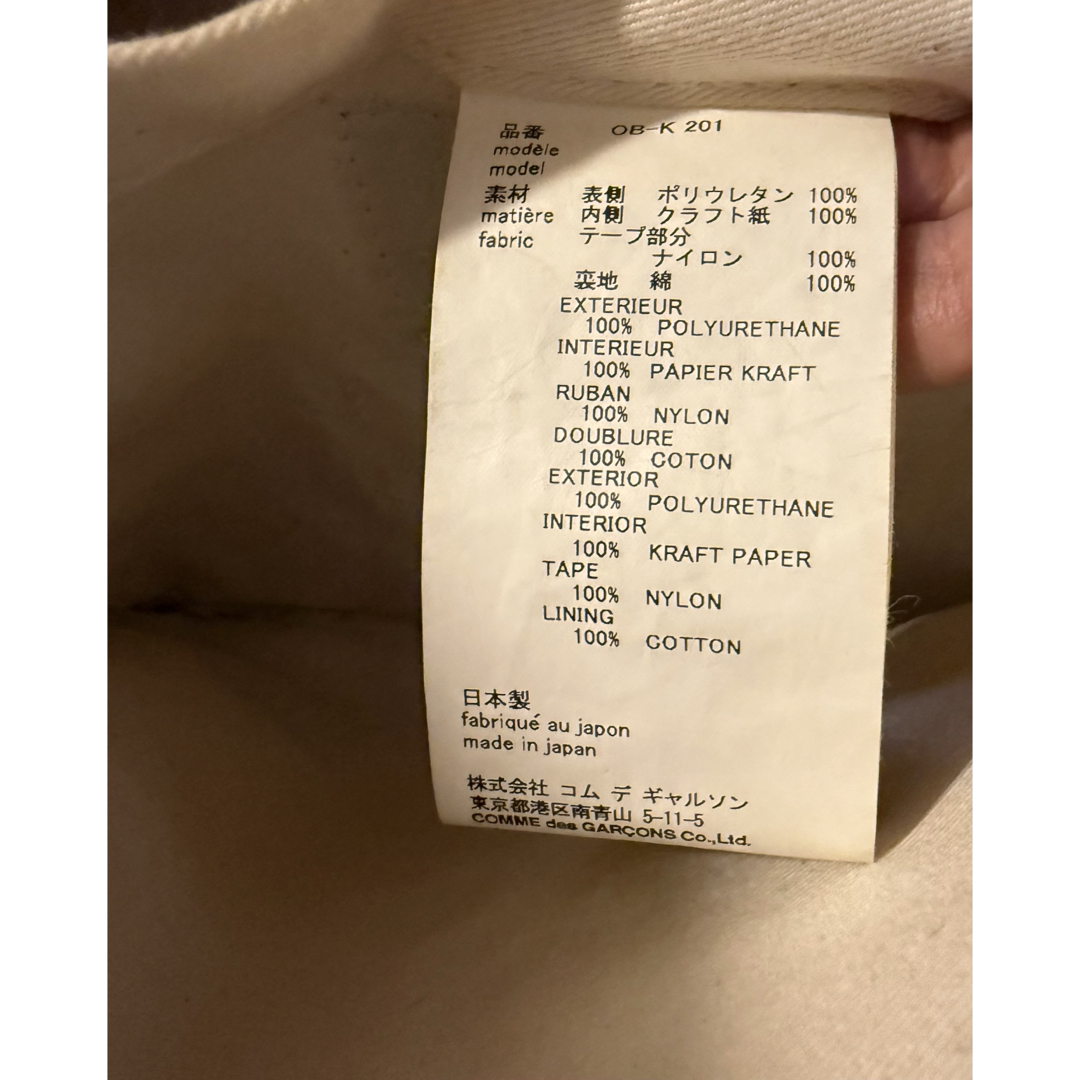 品番 OB-K 201
modèle
model
素材 表側 ポリウレタン 100%
matière 内側 クラフト紙 100%
fabric テープ部分
ナイロン 100%
裏地 綿 100%
EXTERIEUR
100% POLYURETHANE
INTERIEUR
100% PAPIER KRAFT
RUBAN
100% NYLON
DOUBLURE
100% COTON
EXTERIOR
100% POLYURETHANE
INTERIOR
100% KRAFT PAPER
TAPE
100% NYLON
LINING
100% COTTON
日本製
fabriqué au japon
made in japan
株式会社 コム デ ギャルソン
東京都港区南青山 5-11-5
COMME des GARÇONS Co.,Ltd.